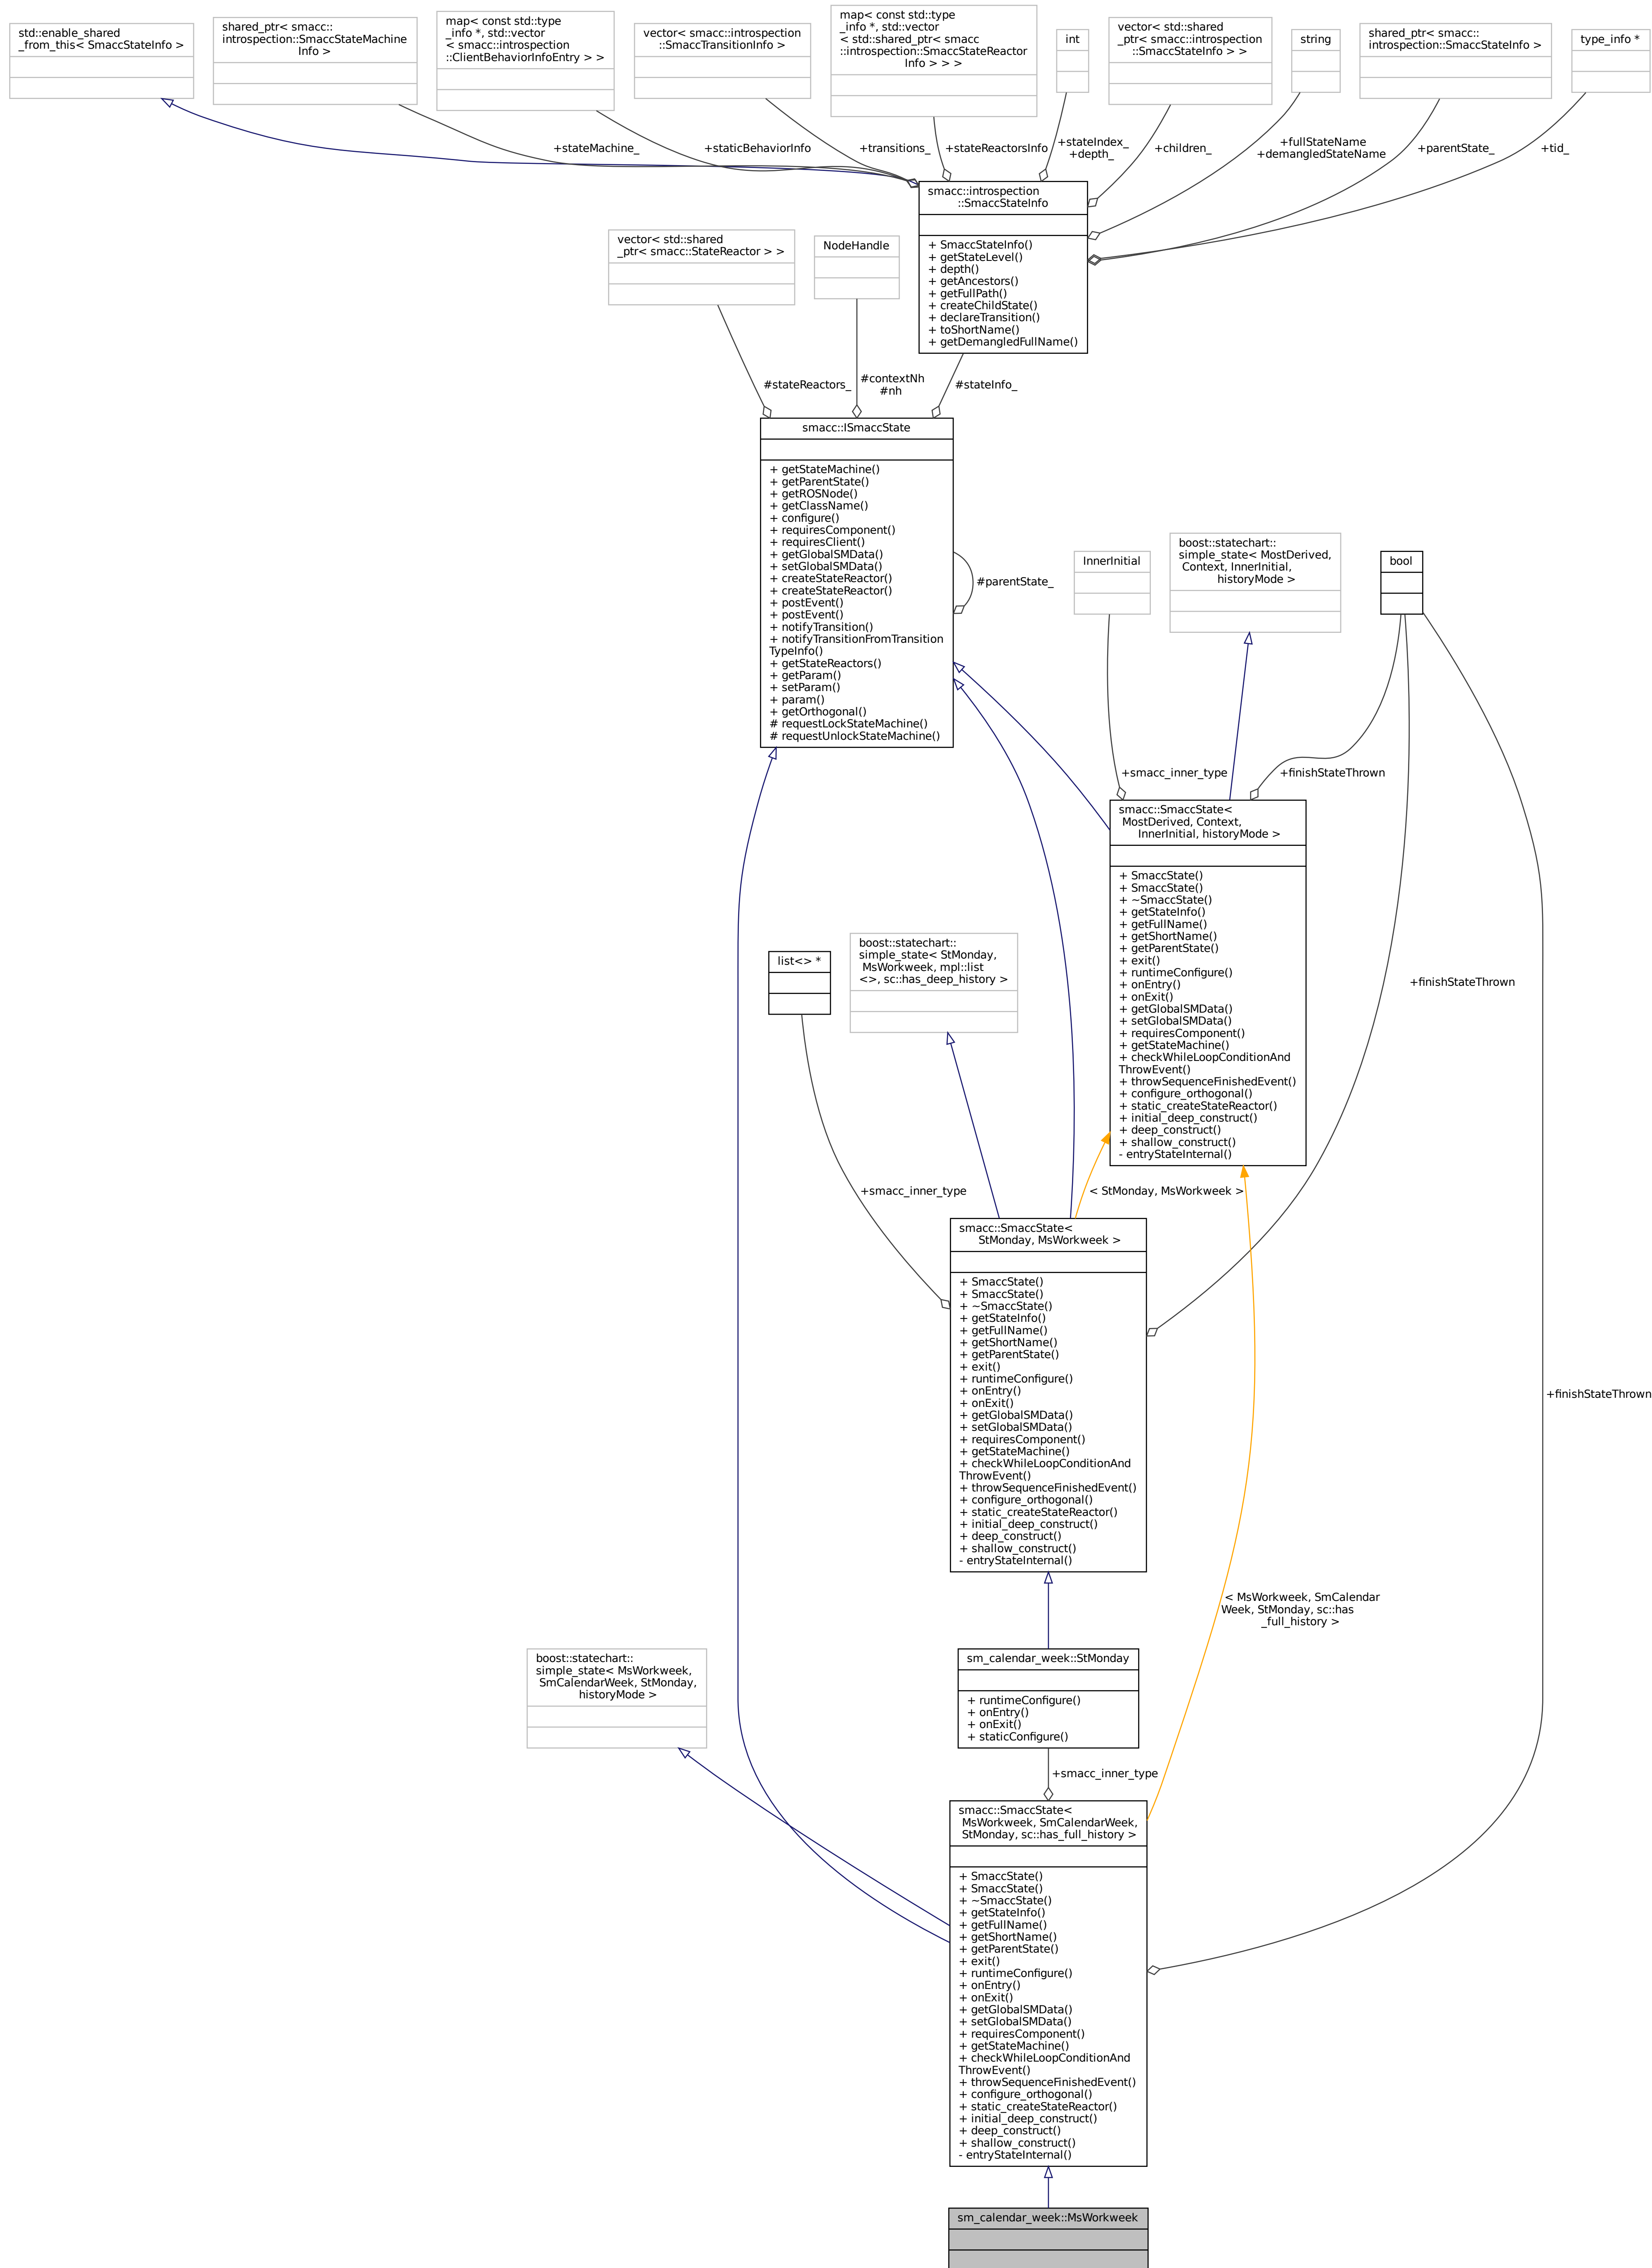 std::enable_shared
_from_this< SmaccStateInfo >
shared_ptr< smacc::
introspection::SmaccStateMachine
Info >
map< const std::type
_info *, std::vector
< smacc::introspection
::ClientBehaviorInfoEntry > >
vector< smacc::introspection
::SmaccTransitionInfo >
map< const std::type
_info *, std::vector
< std::shared_ptr< smacc
::introspection::SmaccStateReactor
Info > > >
int
vector< std::shared
_ptr< smacc::introspection
::SmaccStateInfo > >
string
shared_ptr< smacc::
introspection::SmaccStateInfo >
type_info *
+stateMachine_
+staticBehaviorInfo
+transitions_
+stateReactorsInfo
+stateIndex_
+depth_
+children_
+fullStateName
+demangledStateName
+parentState_
+tid_
smacc::introspection
::SmaccStateInfo
+ SmaccStateInfo()
+ getStateLevel()
+ depth()
+ getAncestors()
+ getFullPath()
+ createChildState()
+ declareTransition()
+ toShortName()
+ getDemangledFullName()
vector< std::shared
_ptr< smacc::StateReactor > >
NodeHandle
#stateReactors_
#contextNh
#nh
#stateInfo_
smacc::ISmaccState
+ getStateMachine()
+ getParentState()
+ getROSNode()
+ getClassName()
+ configure()
+ requiresComponent()
+ requiresClient()
+ getGlobalSMData()
+ setGlobalSMData()
+ createStateReactor()
+ createStateReactor()
+ postEvent()
+ postEvent()
+ notifyTransition()
+ notifyTransitionFromTransition
TypeInfo()
+ getStateReactors()
+ getParam()
+ setParam()
+ param()
+ getOrthogonal()
# requestLockStateMachine()
# requestUnlockStateMachine()
#parentState_
InnerInitial
boost::statechart::
simple_state< MostDerived,
Context, InnerInitial,
historyMode >
bool
+smacc_inner_type
+finishStateThrown
smacc::SmaccState<
MostDerived, Context,
InnerInitial, historyMode >
+ SmaccState()
+ SmaccState()
+ ~SmaccState()
+ getStateInfo()
+ getFullName()
+ getShortName()
+ getParentState()
+ exit()
+ runtimeConfigure()
+ onEntry()
+ onExit()
+ getGlobalSMData()
+ setGlobalSMData()
+ requiresComponent()
+ getStateMachine()
+ checkWhileLoopConditionAnd
ThrowEvent()
+ throwSequenceFinishedEvent()
+ configure_orthogonal()
+ static_createStateReactor()
+ initial_deep_construct()
+ deep_construct()
+ shallow_construct()
- entryStateInternal()
list<> *
boost::statechart::
simple_state< StMonday,
MsWorkweek, mpl::list
<>, sc::has_deep_history >
+finishStateThrown
+smacc_inner_type
< StMonday, MsWorkweek >
smacc::SmaccState<
StMonday, MsWorkweek >
+ SmaccState()
+ SmaccState()
+ ~SmaccState()
+ getStateInfo()
+ getFullName()
+ getShortName()
+ getParentState()
+ exit()
+ runtimeConfigure()
+ onEntry()
+ onExit()
+ getGlobalSMData()
+ setGlobalSMData()
+ requiresComponent()
+ getStateMachine()
+ checkWhileLoopConditionAnd
ThrowEvent()
+ throwSequenceFinishedEvent()
+ configure_orthogonal()
+ static_createStateReactor()
+ initial_deep_construct()
+ deep_construct()
+ shallow_construct()
- entryStateInternal()
+finishStateThrown
< MsWorkweek, SmCalendar
Week, StMonday, sc::has
_full_history >
boost::statechart::
simple_state< MsWorkweek,
SmCalendarWeek, StMonday,
historyMode >
sm_calendar_week::StMonday
+ runtimeConfigure()
+ onEntry()
+ onExit()
+ staticConfigure()
+smacc_inner_type
smacc::SmaccState<
MsWorkweek, SmCalendarWeek,
StMonday, sc::has_full_history >
+ SmaccState()
+ SmaccState()
+ ~SmaccState()
+ getStateInfo()
+ getFullName()
+ getShortName()
+ getParentState()
+ exit()
+ runtimeConfigure()
+ onEntry()
+ onExit()
+ getGlobalSMData()
+ setGlobalSMData()
+ requiresComponent()
+ getStateMachine()
+ checkWhileLoopConditionAnd
ThrowEvent()
+ throwSequenceFinishedEvent()
+ configure_orthogonal()
+ static_createStateReactor()
+ initial_deep_construct()
+ deep_construct()
+ shallow_construct()
- entryStateInternal()
sm_calendar_week::MsWorkweek